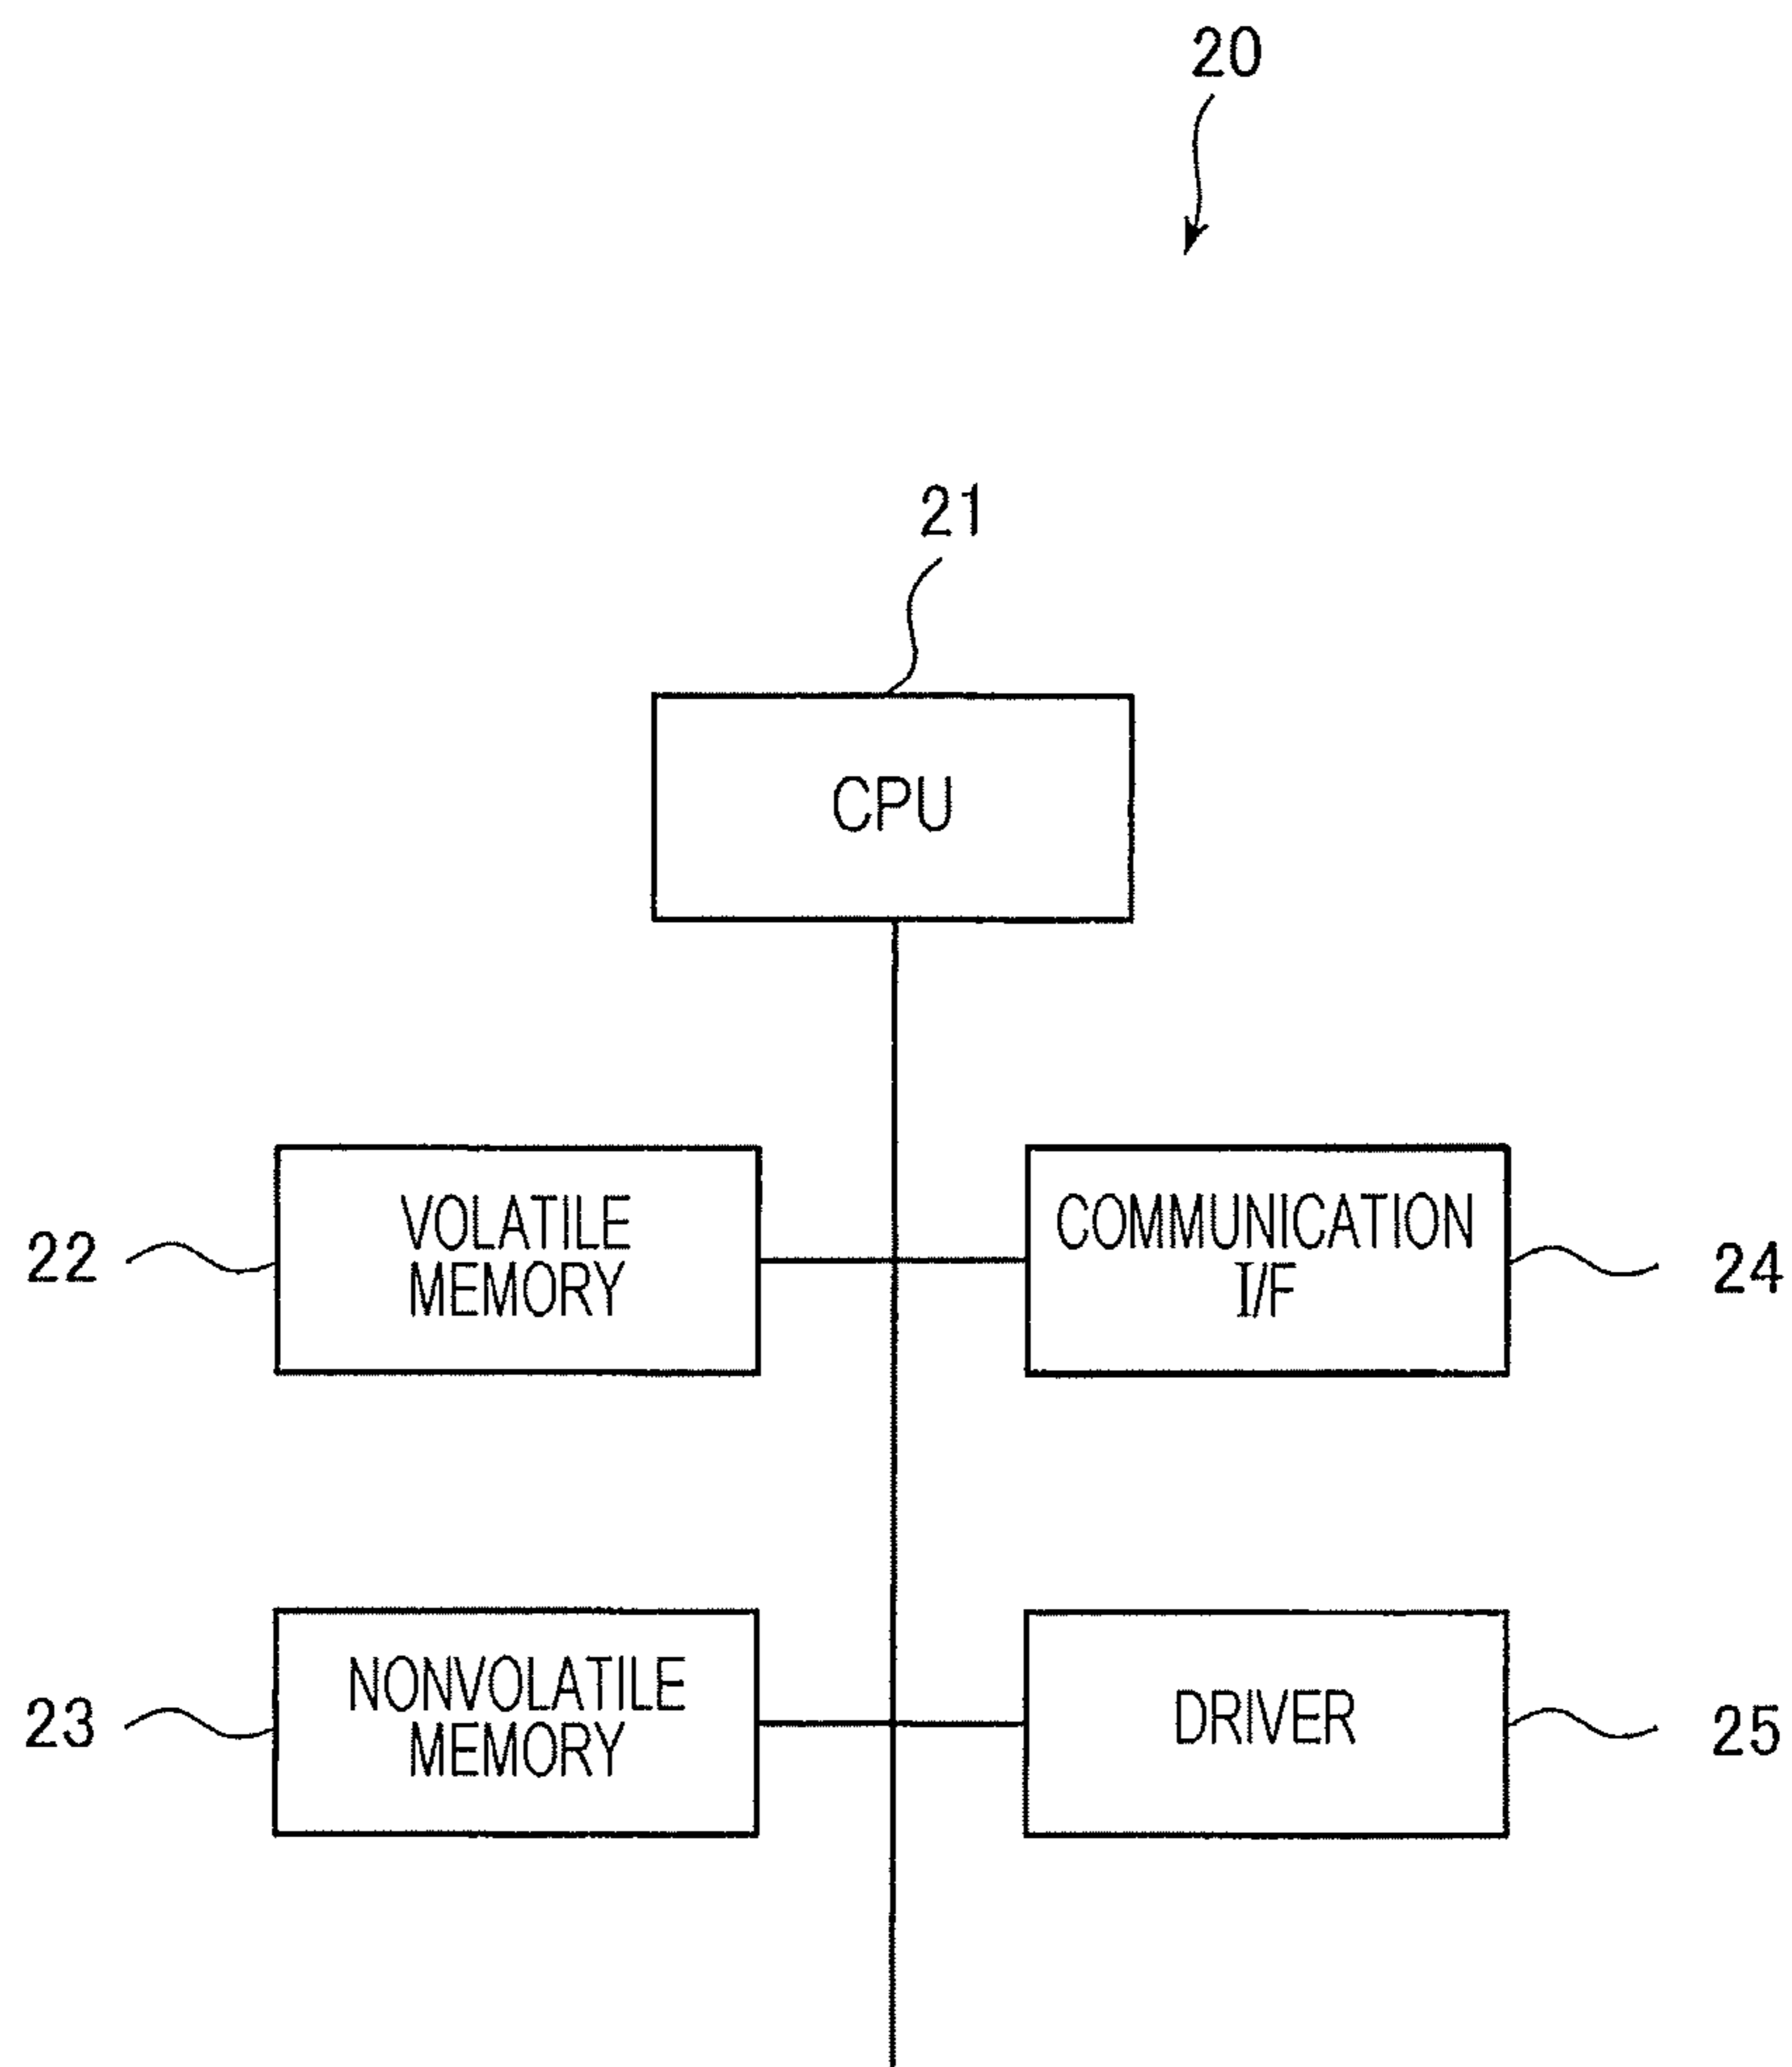 20
21
CPU
22
VOLATILE
MEMORY
COMMUNICATION
I/F
24
23
NONVOLATILE
MEMORY
DRIVER
25